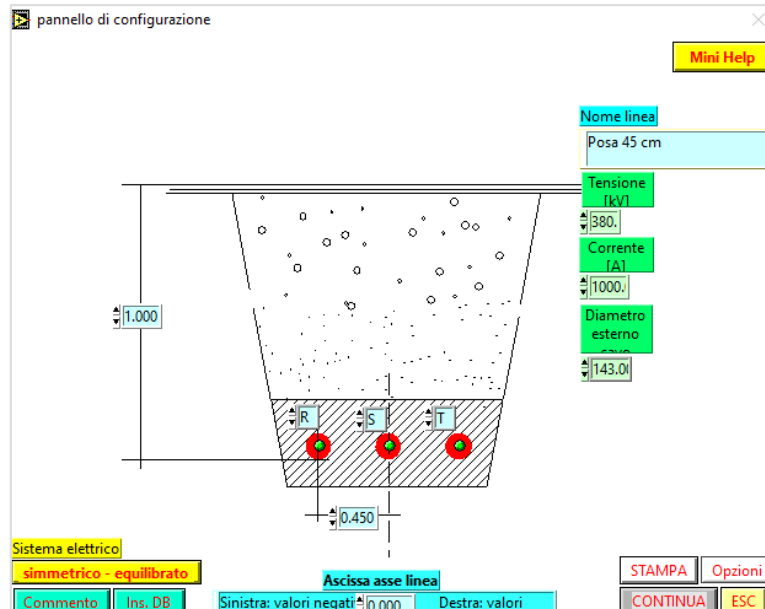 pannello di configurazione
Mini Help
Nome linea
Posa 45 cm
Tensione
[kV]
380.
Corrente
[A]
1000.
1.000
Diametro
esterno
cavo
143.00
R
S
T
0.450
Sistema elettrico
simmetrico - equilibrato
Ascissa asse linea
STAMPA
Opzioni
Commento
Ins. DB
Sinistra: valori negati
0.000
Destra: valori
CONTINUA
ESC